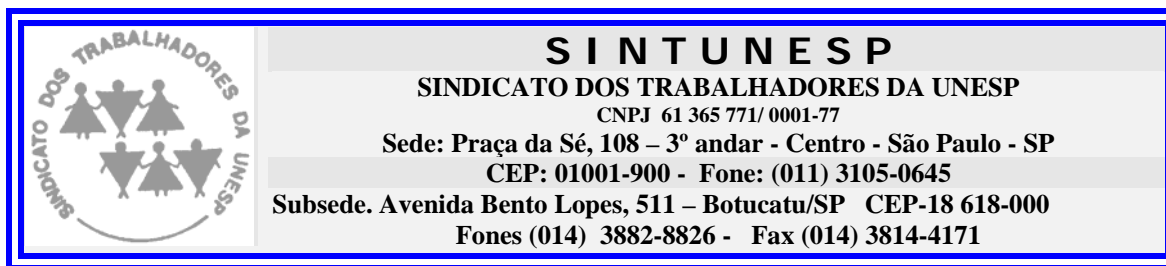 SINDICATO DOS TRABALHADORES DA UNESP
S I N T U N E S P
SINDICATO DOS TRABALHADORES DA UNESP
CNPJ 61 365 771/ 0001-77
Sede: Praça da Sé, 108 – 3º andar - Centro - São Paulo - SP
CEP: 01001-900 - Fone: (011) 3105-0645
Subsede. Avenida Bento Lopes, 511 – Botucatu/SP CEP-18 618-000
Fones (014) 3882-8826 - Fax (014) 3814-4171